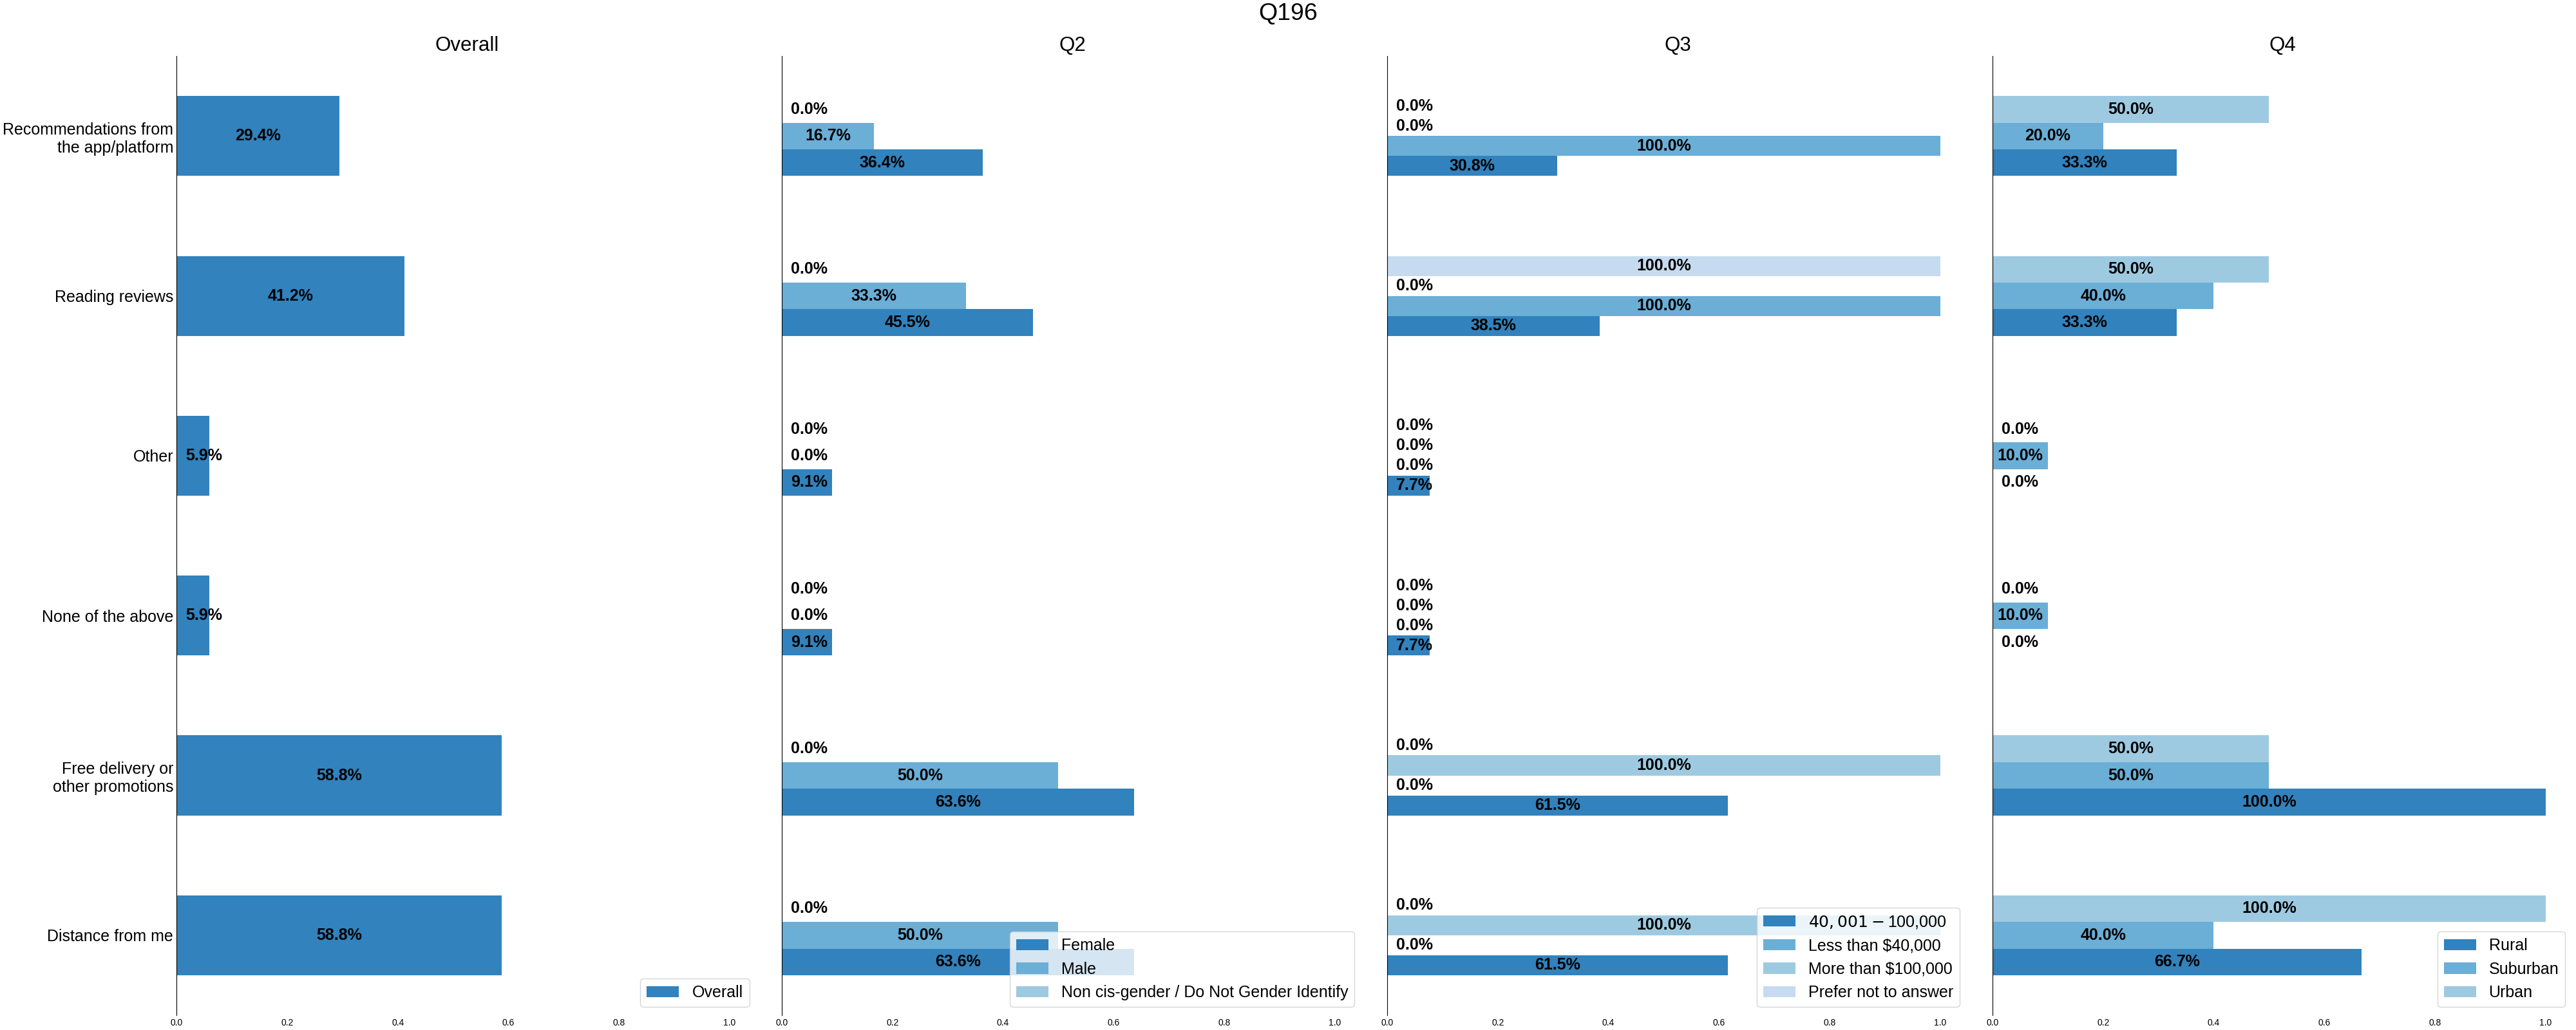 Q196
Overall
Recommendations from
the app/platform
29.4%
Reading reviews
41.2%
Other
5.9%
None of the above
5.9%
Free delivery or
other promotions
58.8%
Distance from me
58.8%
Overall
0.0 0.2 0.4 0.6 0.8 1.0
Q2
0.0%
16.7%
36.4%
0.0%
33.3%
45.5%
0.0%
0.0%
9.1%
0.0%
0.0%
9.1%
0.0%
50.0%
63.6%
0.0%
50.0%
63.6%
Female
Male
Non cis-gender / Do Not Gender Identify
0.0 0.2 0.4 0.6 0.8 1.0
Q3
0.0%
0.0%
100.0%
30.8%
100.0%
0.0%
100.0%
38.5%
0.0%
0.0%
0.0%
7.7%
0.0%
0.0%
0.0%
7.7%
0.0%
100.0%
0.0%
61.5%
0.0%
100.0%
0.0%
61.5%
40,001 − 100,000
Less than $40,000
More than $100,000
Prefer not to answer
0.0 0.2 0.4 0.6 0.8 1.0
Q4
50.0%
20.0%
33.3%
50.0%
40.0%
33.3%
0.0%
10.0%
0.0%
0.0%
10.0%
0.0%
50.0%
50.0%
100.0%
100.0%
40.0%
66.7%
Rural
Suburban
Urban
0.0 0.2 0.4 0.6 0.8 1.0